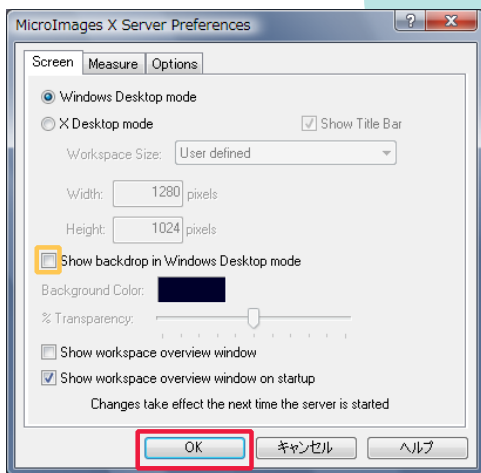 MicroImages X Server Preferences
Screen Measure Options
Windows Desktop mode
X Desktop mode Show Title Bar
Workspace Size: User defined
Width: 1280 pixels
Height: 1024 pixels
Show backdrop in Windows Desktop mode
Background Color:
% Transparency:
Show workspace overview window
Show workspace overview window on startup
Changes take effect the next time the server is started
OK キャンセル ヘルプ